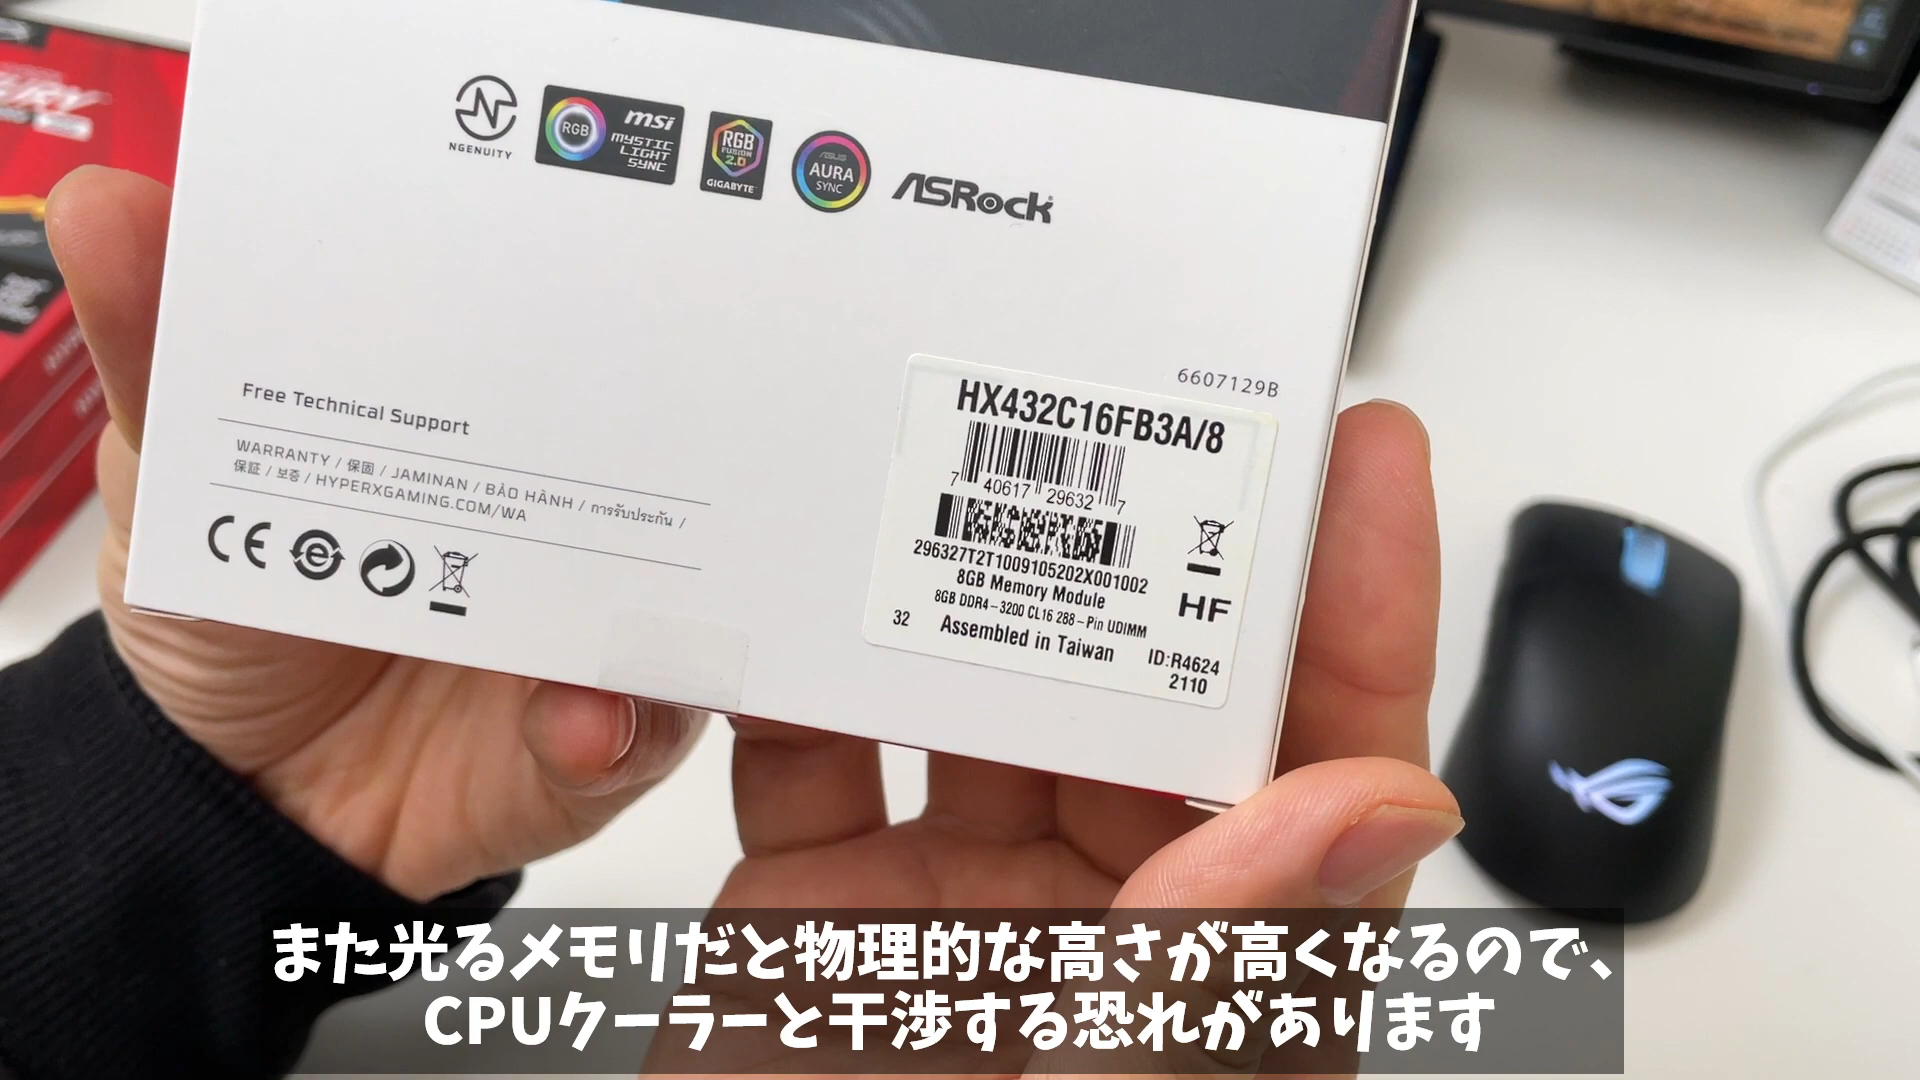 FURY
NGENUITY
RGB
msi
MYSTIC
LIGHT
SYNC
RGB
FUSION
2.0
GIGABYTE
ASUS
AURA
SYNC
ASRock
6607129B
Free Technical Support
WARRANTY / 保固 / JAMINAN / BẢO HÀNH / การรับประกัน /
保証 / 보증 / HYPERXGAMING.COM/WA
CE
HX432C16FB3A/8
7 40617 29632 7
296327T2T1009105202X001002
8GB Memory Module
8GB DDR4-3200 CL16 288-Pin UDIMM
32
Assembled in Taiwan
HF
ID:R4624
2110
また光るメモリだと物理的な高さが高くなるので、
CPUクーラーと干渉する恐れがあります